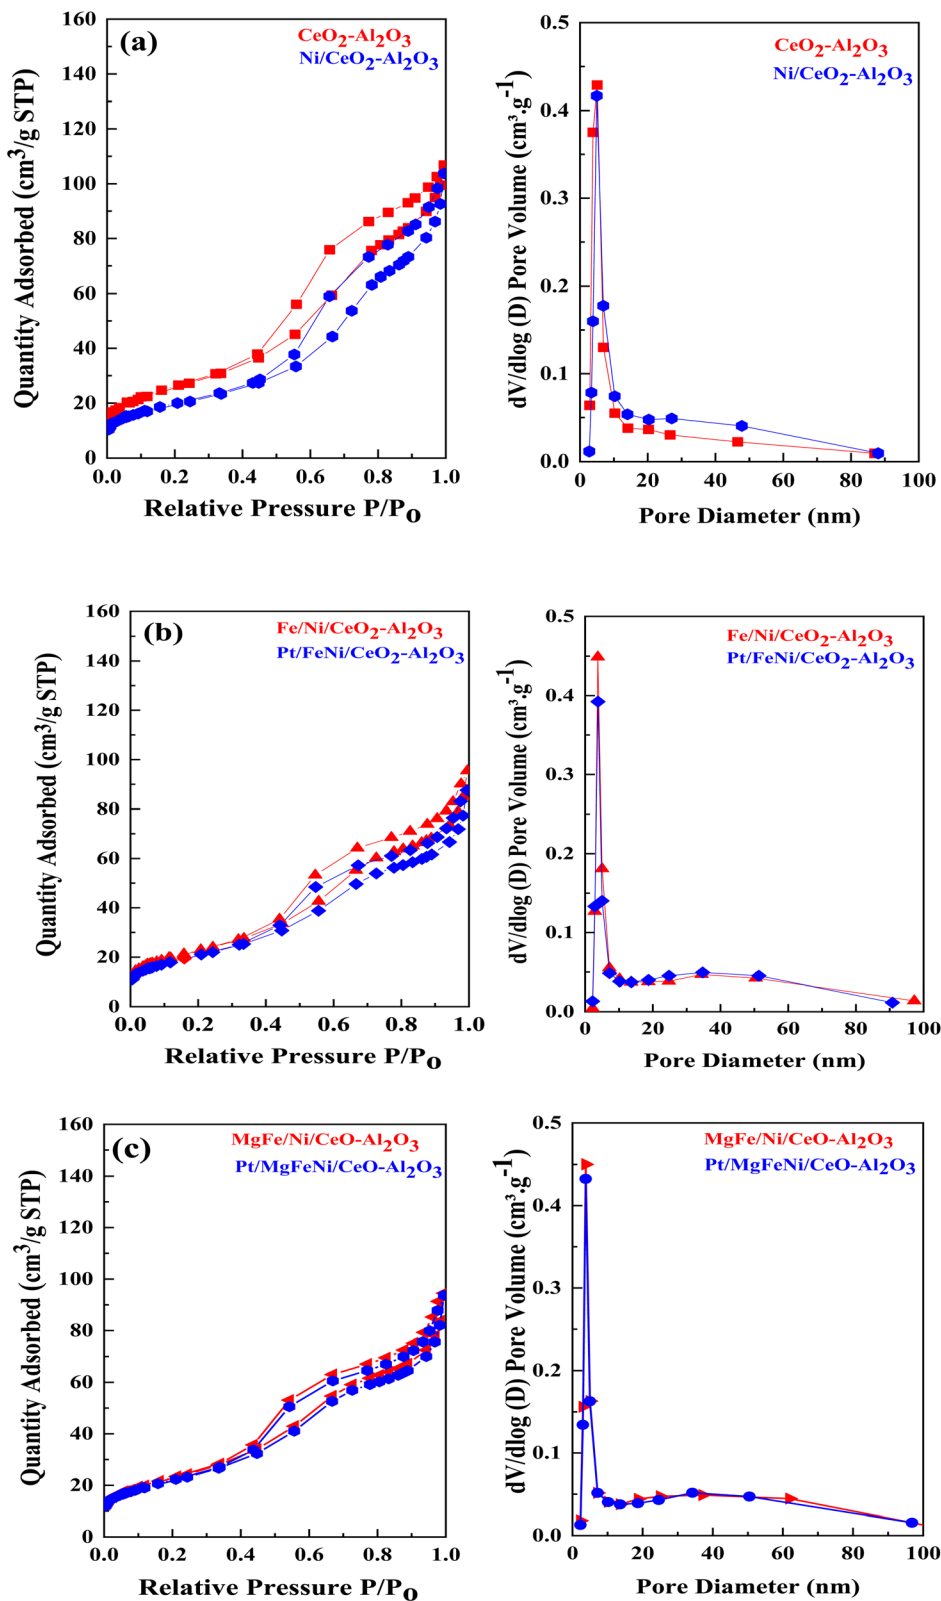 (a)
CeO2-Al2O3
Ni/CeO2-Al2O3
Quantity Adsorbed (cm3/g STP)
160
140
120
100
80
60
40
20
0
0.0 0.2 0.4 0.6 0.8 1.0
Relative Pressure P/PO
CeO2-Al2O3
Ni/CeO2-Al2O3
dV/dlog (D) Pore Volume (cm³.g-1)
0.5
0.4
0.3
0.2
0.1
0.0
0 20 40 60 80 100
Pore Diameter (nm)
(b)
Fe/Ni/CeO2-Al2O3
Pt/FeNi/CeO2-Al2O3
Quantity Adsorbed (cm3/g STP)
160
140
120
100
80
60
40
20
0
0.0 0.2 0.4 0.6 0.8 1.0
Relative Pressure P/PO
Fe/Ni/CeO2-Al2O3
Pt/FeNi/CeO2-Al2O3
dV/dlog (D) Pore Volume (cm³.g-1)
0.5
0.4
0.3
0.2
0.1
0.0
0 20 40 60 80 100
Pore Diameter (nm)
(c)
MgFe/Ni/CeO-Al2O3
Pt/MgFeNi/CeO-Al2O3
Quantity Adsorbed (cm3/g STP)
160
140
120
100
80
60
40
20
0
0.0 0.2 0.4 0.6 0.8 1.0
Relative Pressure P/PO
MgFe/Ni/CeO-Al2O3
Pt/MgFeNi/CeO-Al2O3
dV/dlog (D) Pore Volume (cm³.g-1)
0.5
0.4
0.3
0.2
0.1
0.0
0 20 40 60 80 100
Pore Diameter (nm)